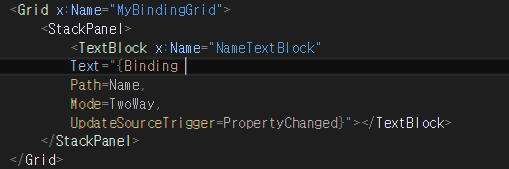 <Grid x:Name="MyBindingGrid">
<StackPanel>
<TextBlock x:Name="NameTextBlock"
Text="{Binding
Path=Name,
Mode=TwoWay,
UpdateSourceTrigger=PropertyChanged}"></TextBlock>
</StackPanel>
</Grid>